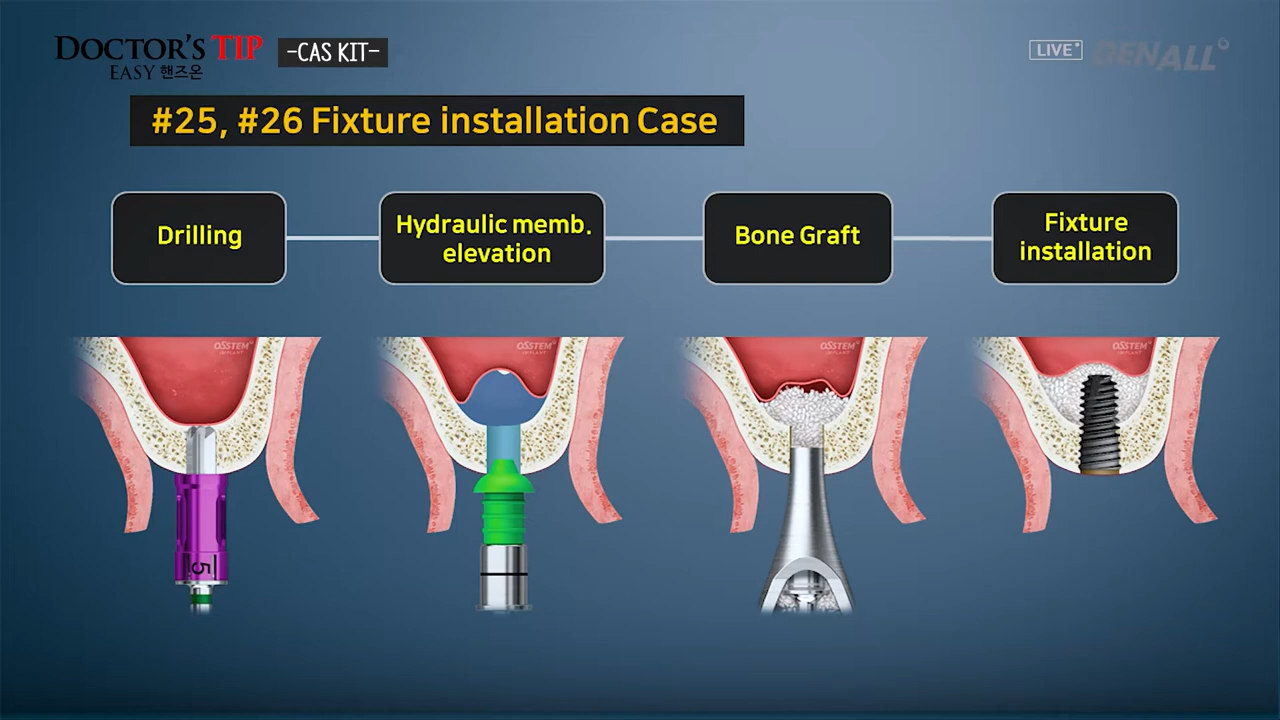 DOCTOR'S TIP
EASY 핸즈온
-CAS KIT-
LIVE
DENALL
#25, #26 Fixture installation Case
Drilling
Hydraulic memb.
elevation
Bone Graft
Fixture
installation
OSSTEM
IMPLANT
OSSTEM
IMPLANT
OSSTEM
IMPLANT
OSSTEM
IMPLANT
5